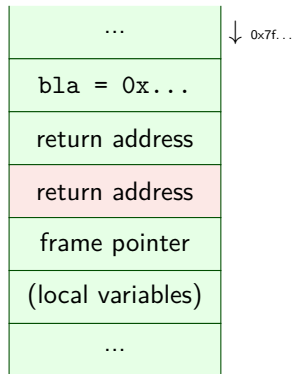 ...
↓ 0x7f...
bla = 0x...
return address
return address
frame pointer
(local variables)
...